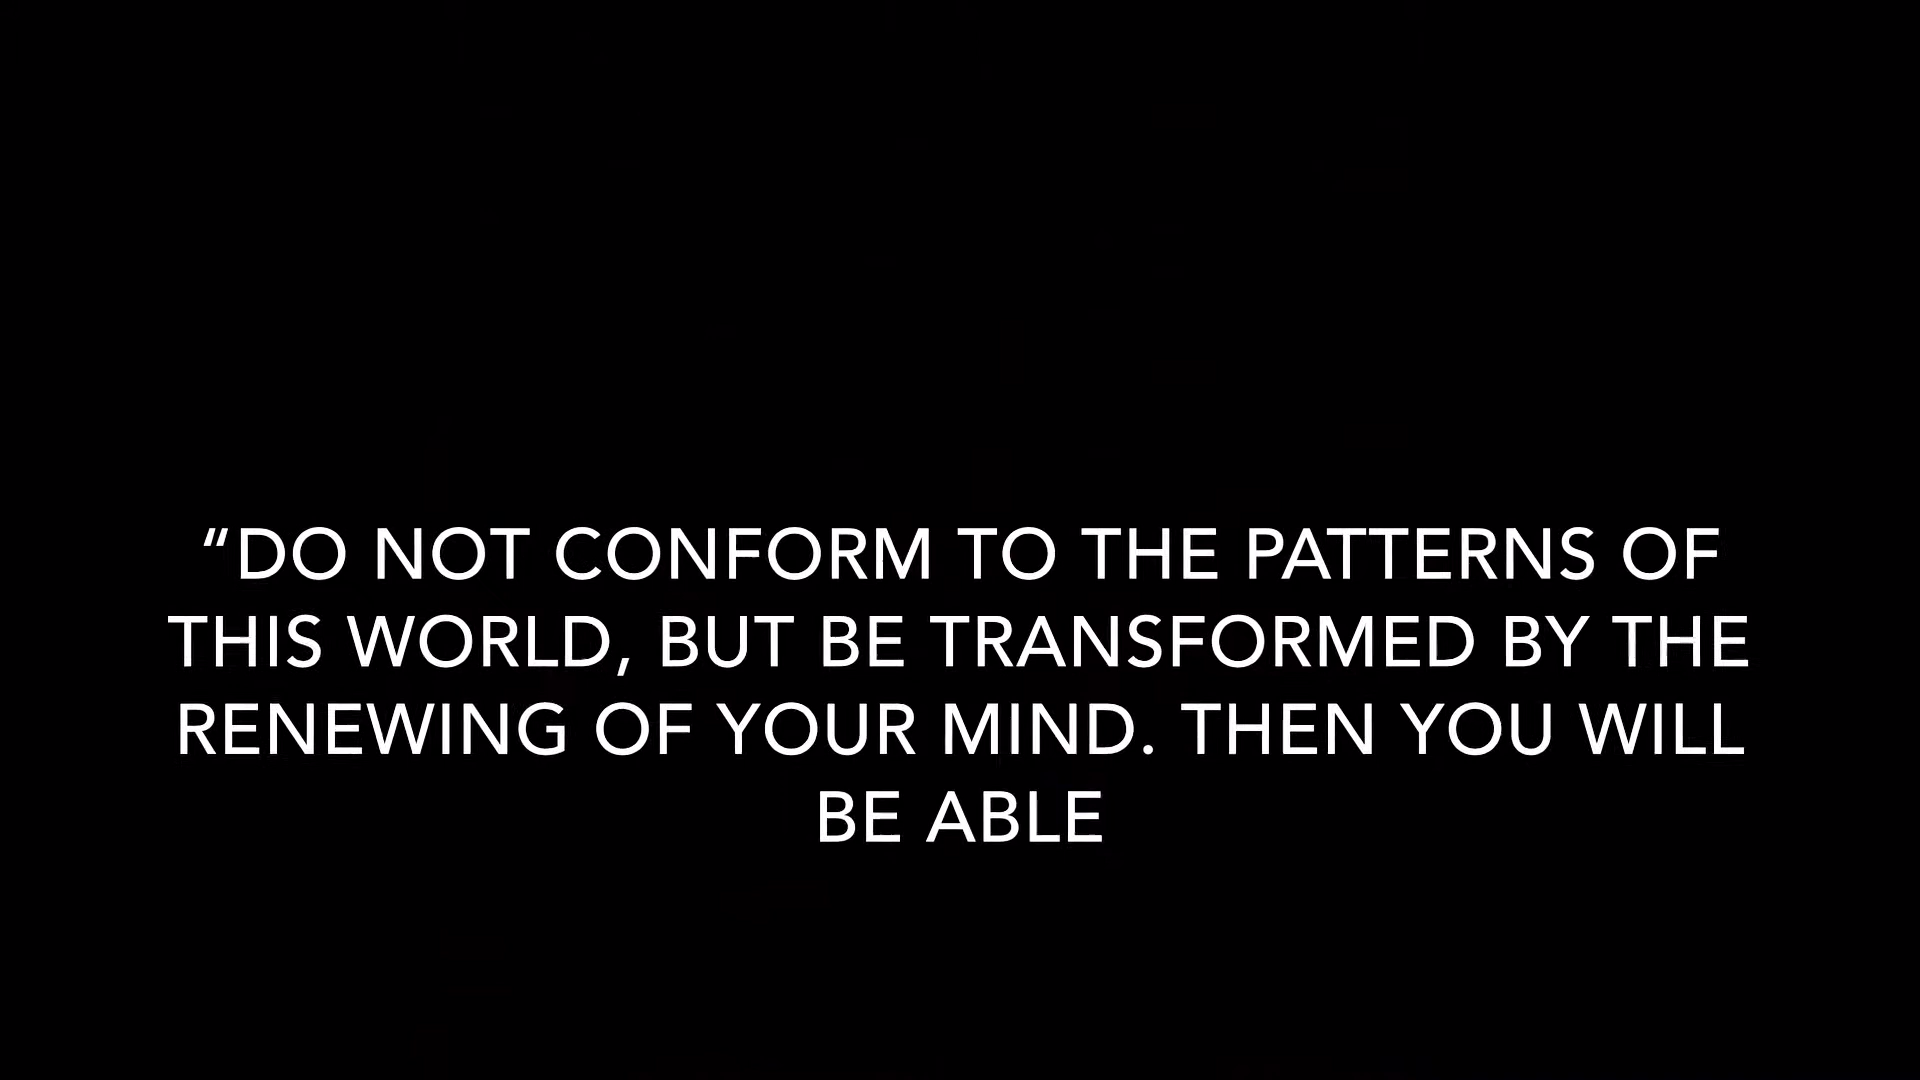 “DO NOT CONFORM TO THE PATTERNS OF
THIS WORLD, BUT BE TRANSFORMED BY THE
RENEWING OF YOUR MIND. THEN YOU WILL
BE ABLE